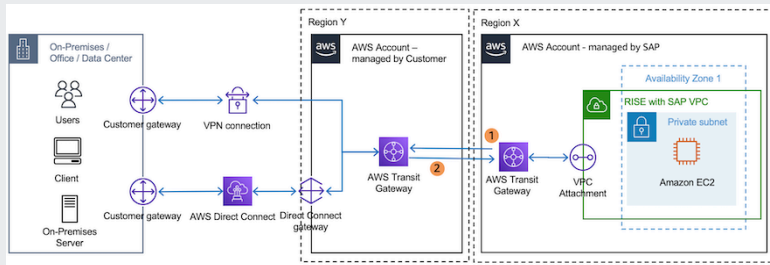 Region Y
Region X
On-Premises /
Office / Data Center
aws
AWS Account –
managed by Customer
aws
AWS Account - managed by SAP
Availability Zone 1
RISE with SAP VPC
Private subnet
Users
Customer gateway
VPN connection
1
2
AWS Transit
Gateway
AWS Transit
Gateway
VPC
Attachment
Amazon EC2
Client
Customer gateway
AWS Direct Connect
Direct Connect
gateway
On-Premises
Server